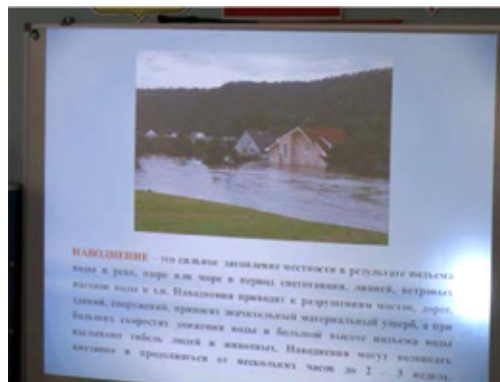 НАВОДНЕНИЕ – это сильное затопление местности в результате подъема
воды в реке, озере или море в период снеготаяния, ливней, ветровых
нагонов воды и т.п. Наводнения приводят к разрушениям мостов, дорог,
зданий, сооружений, приносят значительный материальный ущерб, а при
больших скоростях движения воды и большой высоте подъема воды
вызывают гибель людей и животных. Наводнения могут возникать
внезапно и продолжаться от нескольких часов до 2 – 3 недель.